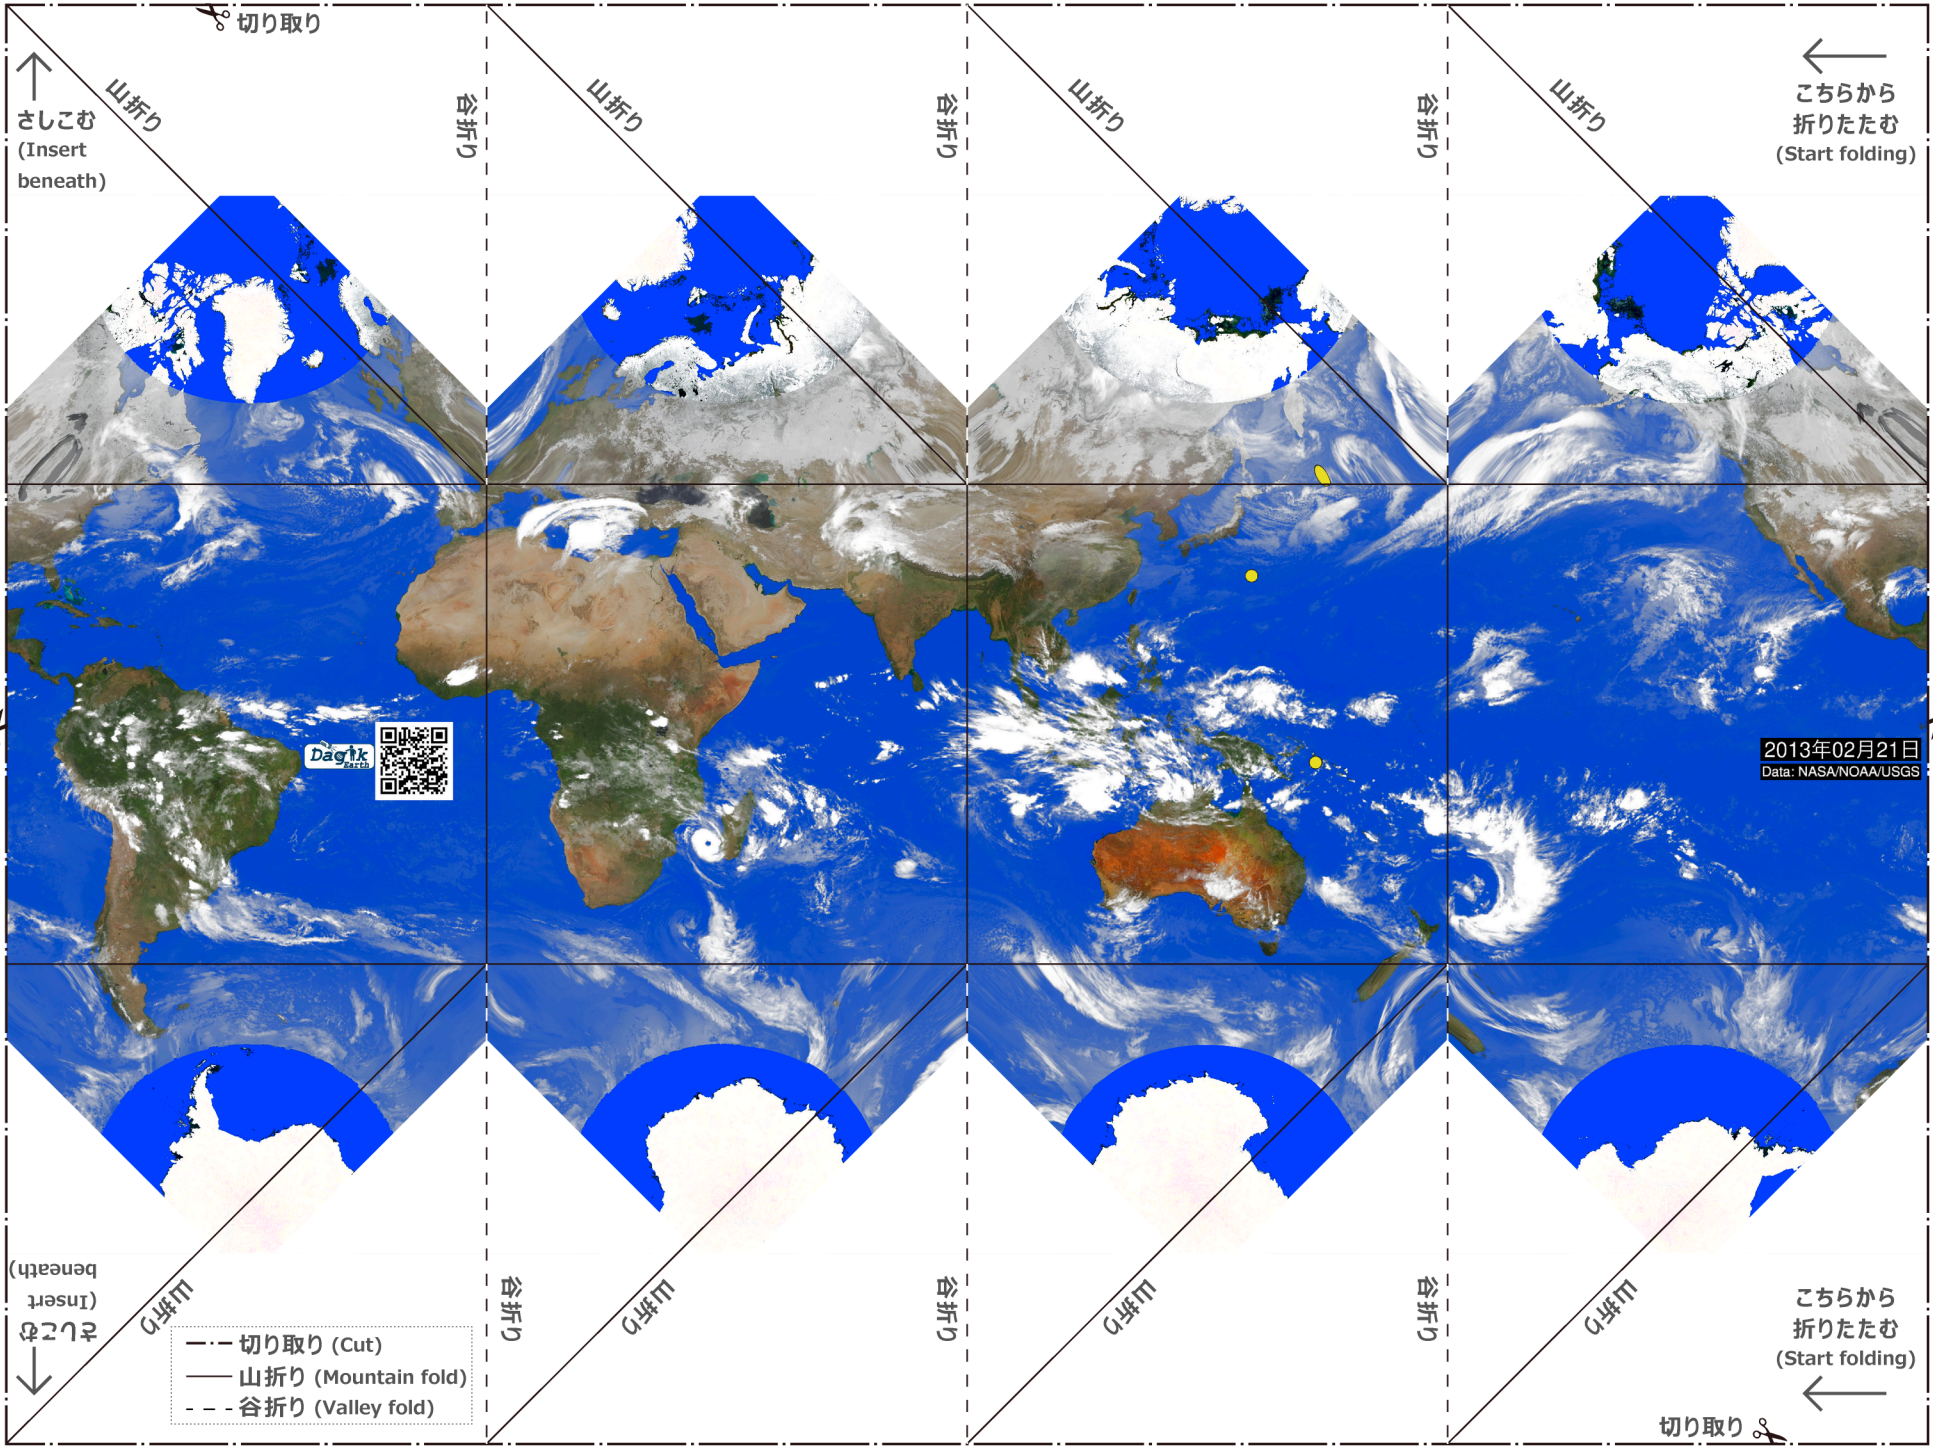 切り取り
山折り
谷折り
山折り
谷折り
山折り
谷折り
山折り
こちらから
折りたたむ
(Start folding)
さしこむ
(Insert
beneath)
Dagik
Earth
2013年02月21日
Data: NASA/NOAA/USGS
さしこむ
(Insert
beneath)
山折り
谷折り
山折り
谷折り
山折り
谷折り
山折り
こちらから
折りたたむ
(Start folding)
切り取り (Cut)
山折り (Mountain fold)
谷折り (Valley fold)
切り取り